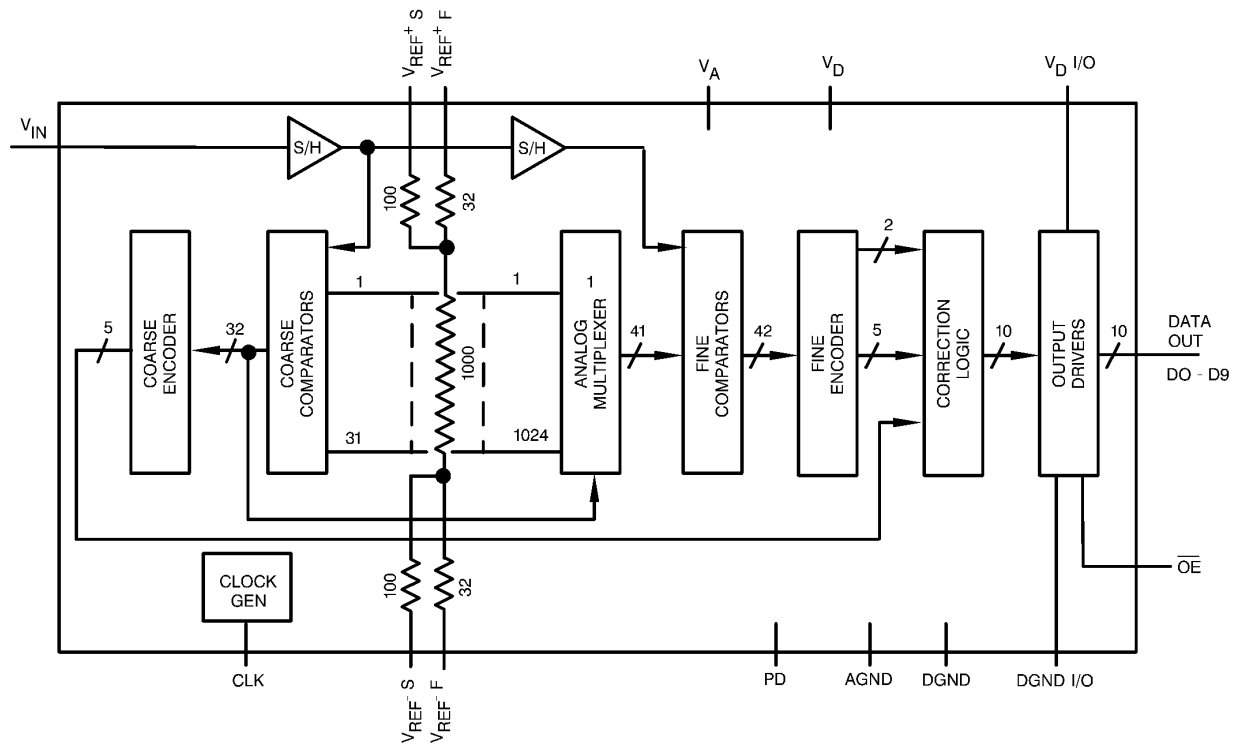 V_REF+ S
V_REF+ F
V_A
V_D
V_D I/O
V_IN
S/H
S/H
100
32
COARSE
ENCODER
COARSE
COMPARATORS
1
1
1
ANALOG
MULTIPLEXER
FINE
COMPARATORS
FINE
ENCODER
CORRECTION
LOGIC
OUTPUT
DRIVERS
2
5
32
1000
41
42
5
10
10
DATA
OUT
DO - D9
31
1024
CLOCK
GEN
100
32
OE
CLK
V_REF- S
V_REF- F
PD
AGND
DGND
DGND I/O